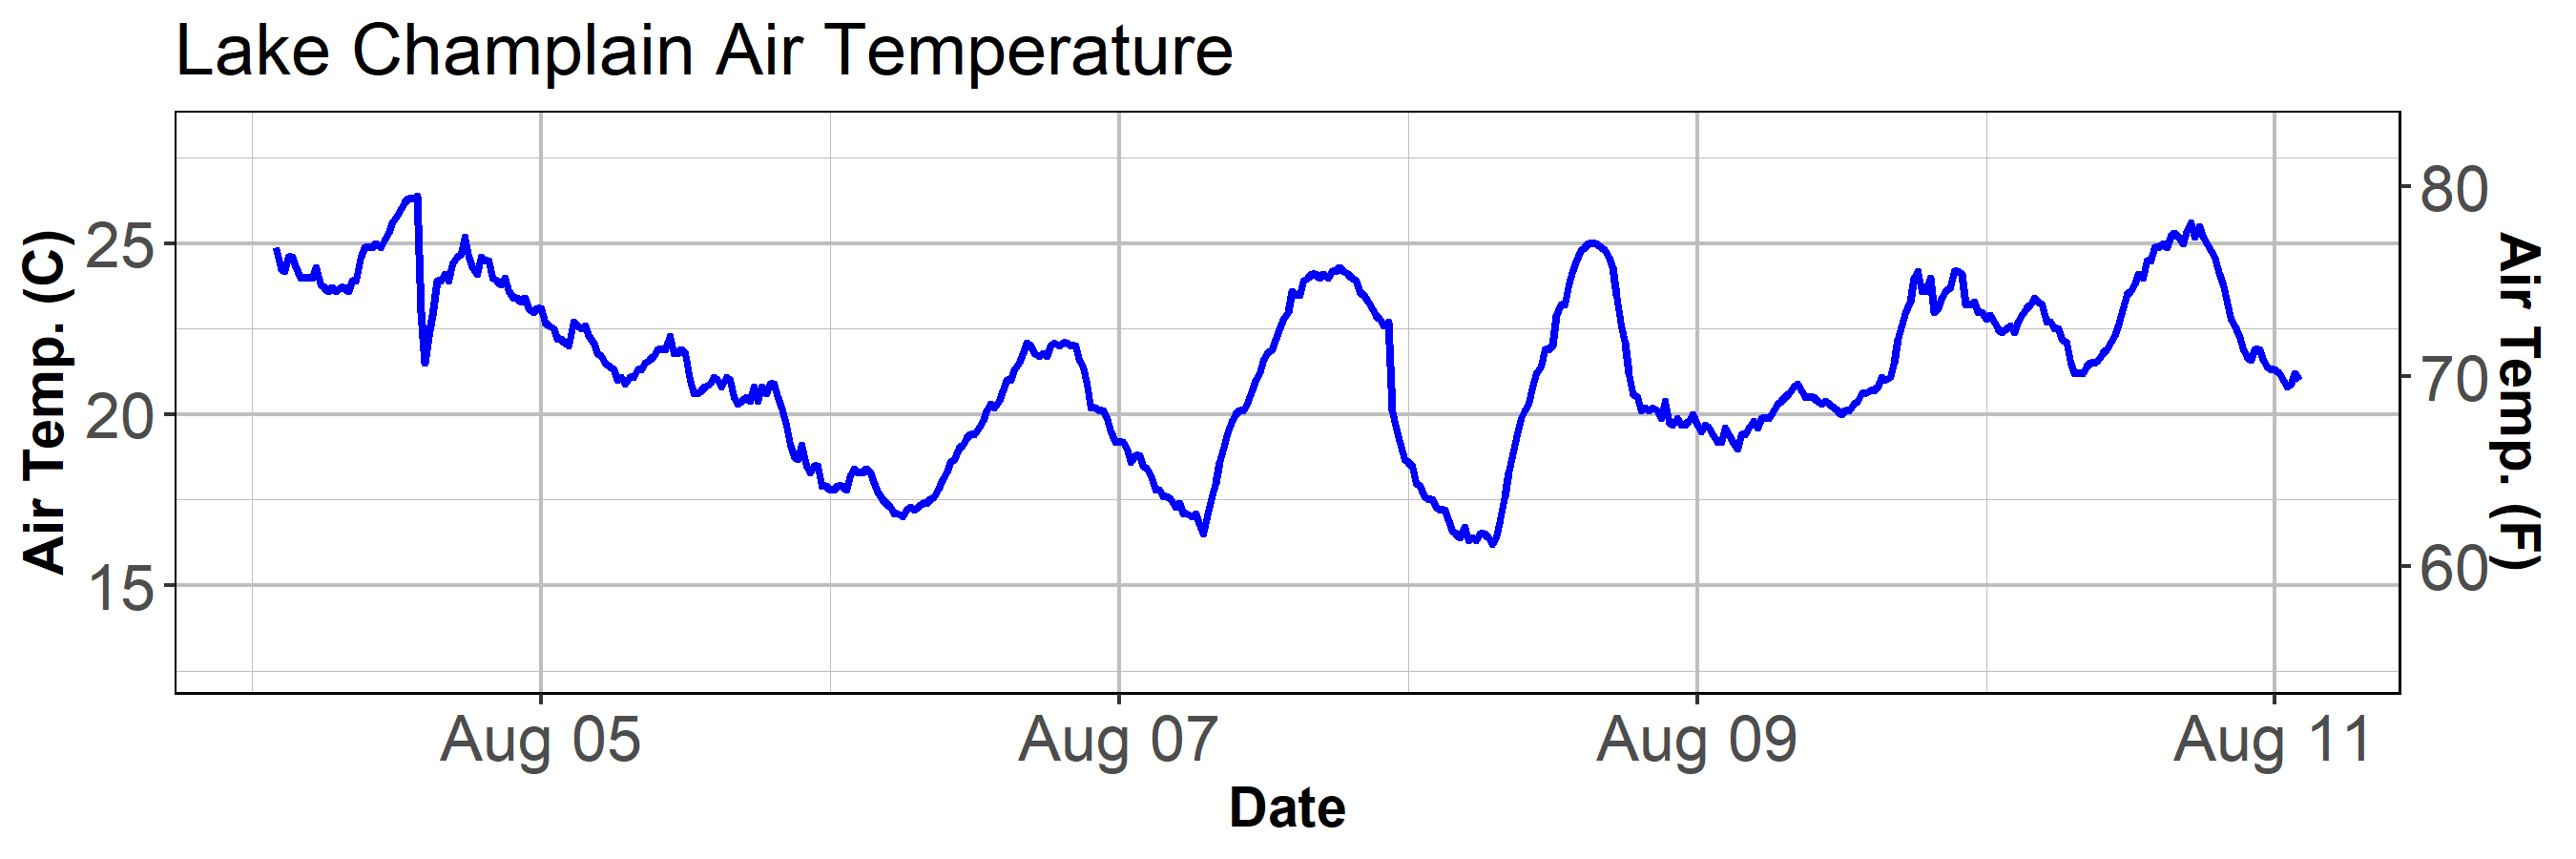 Lake Champlain Air Temperature
Air Temp. (C)
25
20
15
80
70
60
Air Temp. (F)
Aug 05
Aug 07
Aug 09
Aug 11
Date